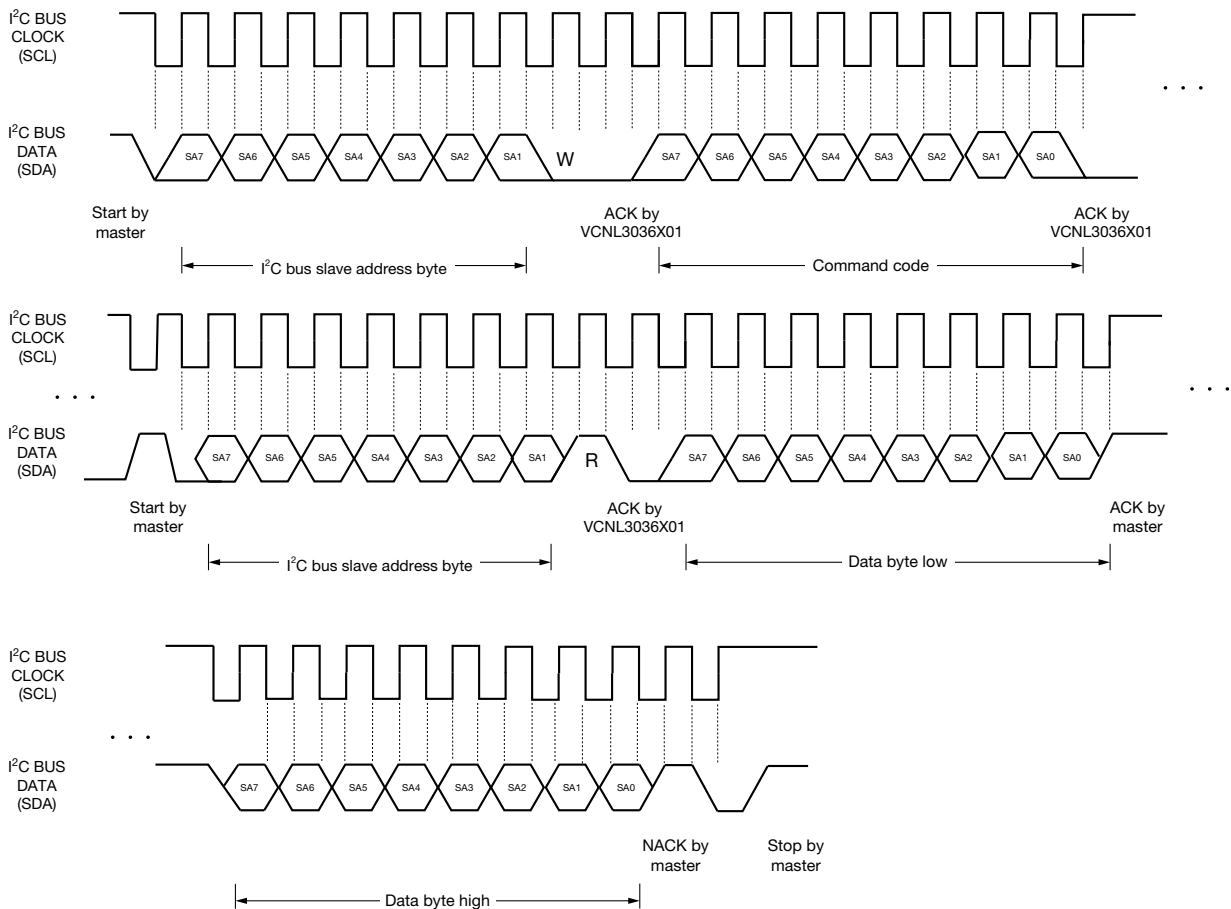 I²C BUS
CLOCK
(SCL)
. . .
I²C BUS
DATA
(SDA)
SA7 SA6 SA5 SA4 SA3 SA2 SA1 W SA7 SA6 SA5 SA4 SA3 SA2 SA1 SA0
Start by
master
ACK by
VCNL3036X01
ACK by
VCNL3036X01
I²C bus slave address byte
Command code
I²C BUS
CLOCK
(SCL)
. . .
. . .
I²C BUS
DATA
(SDA)
SA7 SA6 SA5 SA4 SA3 SA2 SA1 R SA7 SA6 SA5 SA4 SA3 SA2 SA1 SA0
Start by
master
ACK by
VCNL3036X01
ACK by
master
I²C bus slave address byte
Data byte low
I²C BUS
CLOCK
(SCL)
. . .
I²C BUS
DATA
(SDA)
SA7 SA6 SA5 SA4 SA3 SA2 SA1 SA0
NACK by
master
Stop by
master
Data byte high